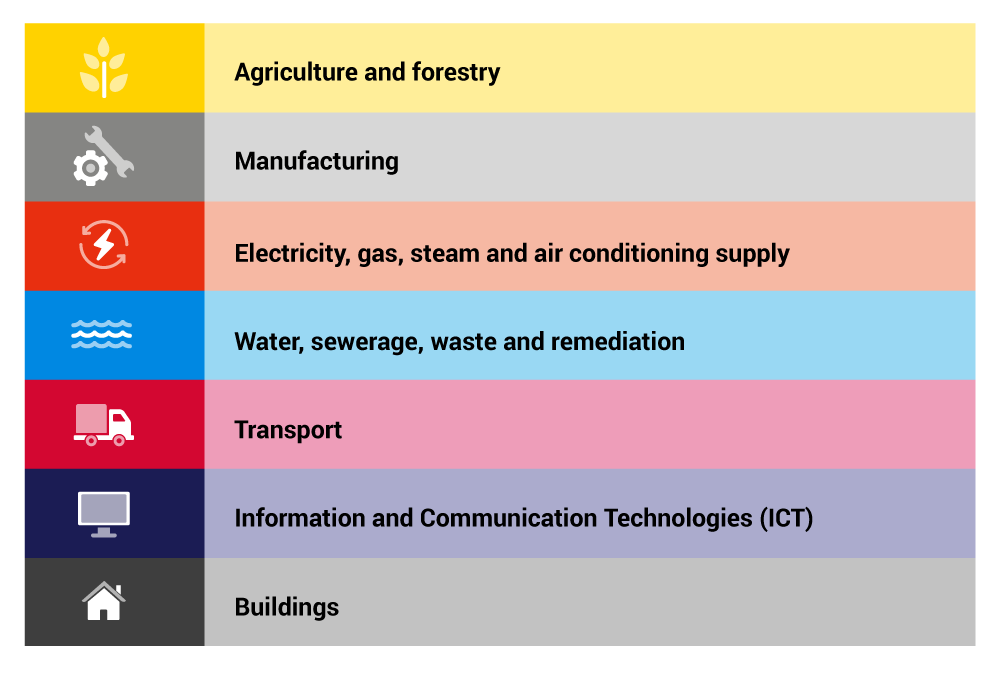 Agriculture and forestry
Manufacturing
Electricity, gas, steam and air conditioning supply
Water, sewerage, waste and remediation
Transport
Information and Communication Technologies (ICT)
Buildings